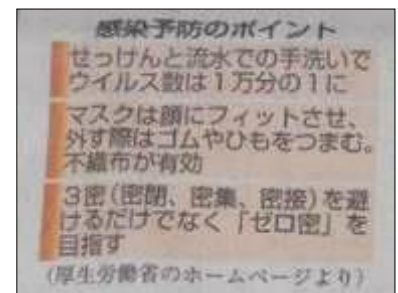 感染予防のポイント
せっけんと流水での手洗いで
ウイルス数は1万分の1に
マスクは顔にフィットさせ、
外す際はゴムやひもをつまむ。
不織布が有効
3密(密閉、密集、密接)を避
けるだけでなく「ゼロ密」を
目指す
(厚生労働省のホームページより)